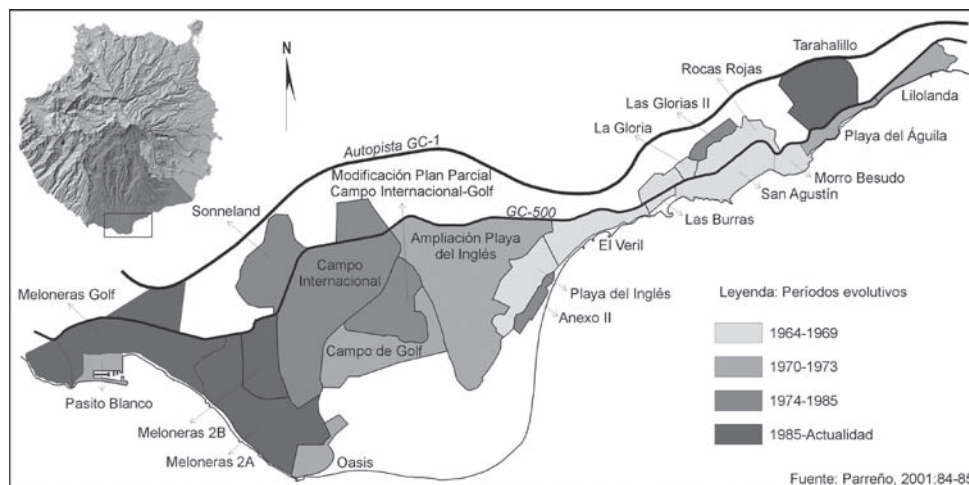 N
Tarahalillo
Rocas Rojas
Las Glorias II
La Gloria
Lilolanda
Playa del Águila
Morro Besudo
San Agustín
Las Burras
Autopista GC-1
Modificación Plan Parcial
Campo Internacional-Golf
Sonneland
GC-500
El Veril
Ampliación Playa
del Inglés
Campo
Internacional
Meloneras Golf
Playa del Inglés
Anexo II
Campo de Golf
Pasito Blanco
Meloneras 2B
Meloneras 2A
Oasis
Leyenda: Períodos evolutivos
1964-1969
1970-1973
1974-1985
1985-Actualidad
Fuente: Parreño, 2001:84-85